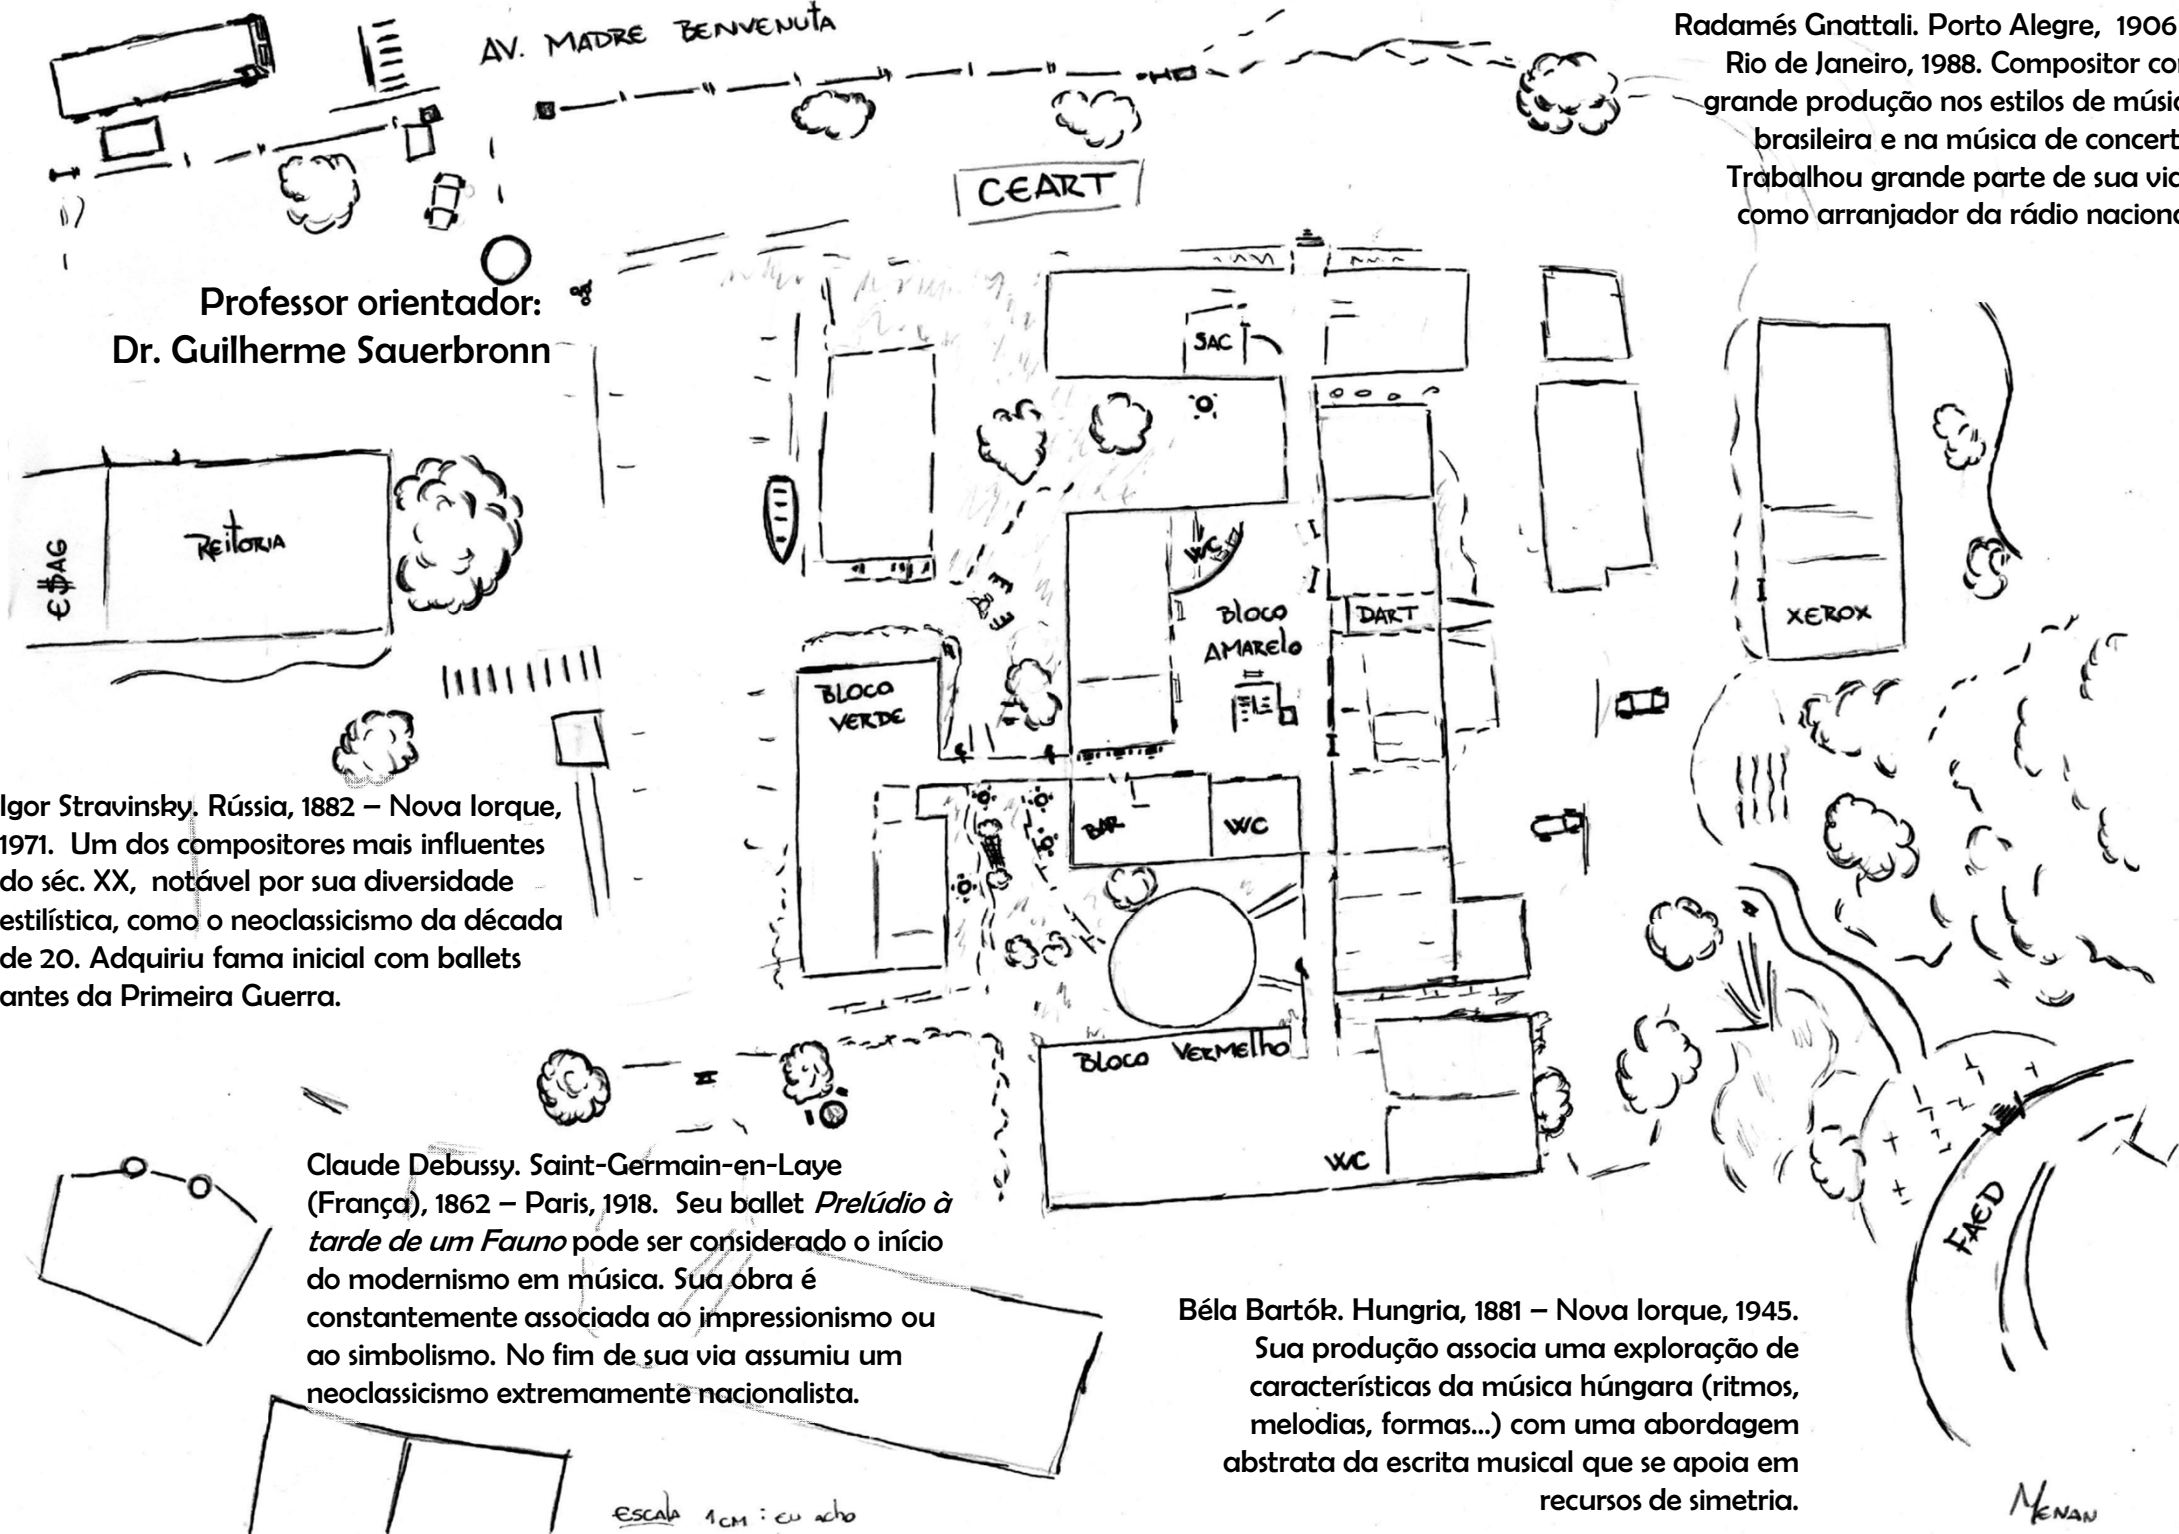 AV. MADRE BENVENUTA
Radamés Gnattali. Porto Alegre, 1906
Rio de Janeiro, 1988. Compositor
grande produção nos estilos de
brasileira e na música de
Trabalhou grande parte de sua
como arranjador da rádio
CEART
Professor orientador:
Dr. Guilherme Sauerbronn
SAC
E$AG
REITORIA
WC
BLOCO
AMARELO
DART
XEROX
BLOCO
VERDE
BAR
WC
Igor Stravinsky. Rússia, 1882 – Nova Iorque,
1971. Um dos compositores mais influentes
do séc. XX, notável por sua diversidade
estilística, como o neoclassicismo da década
de 20. Adquiriu fama inicial com ballets
antes da Primeira Guerra.
BLOCO VERMELHO
WC
FAED
Claude Debussy. Saint-Germain-en-Laye
(França), 1862 – Paris, 1918. Seu ballet Prelúdio à
tarde de um Fauno pode ser considerado o início
do modernismo em música. Sua obra é
constantemente associada ao impressionismo ou
ao simbolismo. No fim de sua via assumiu um
neoclassicismo extremamente nacionalista.
Béla Bartók. Hungria, 1881 – Nova Iorque, 1945.
Sua produção associa uma exploração de
características da música húngara (ritmos,
melodias, formas...) com uma abordagem
abstrata da escrita musical que se apoia em
recursos de simetria.
ESCALA 1CM : EU ACHO
MENAN